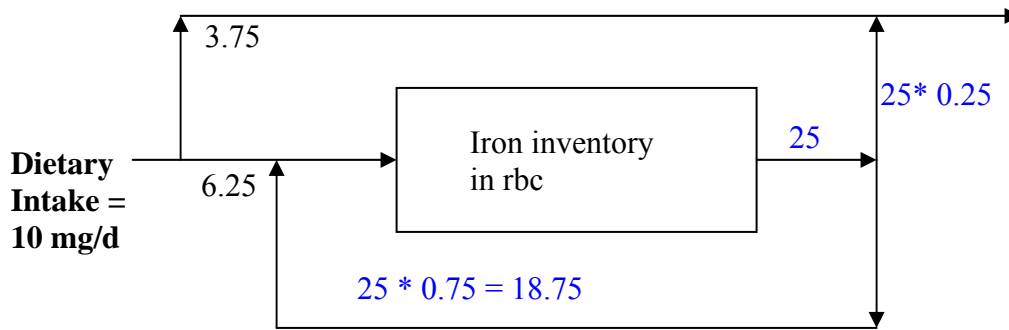 3.75
25* 0.25
Iron inventory
in rbc
25
Dietary
Intake =
10 mg/d
6.25
25 * 0.75 = 18.75